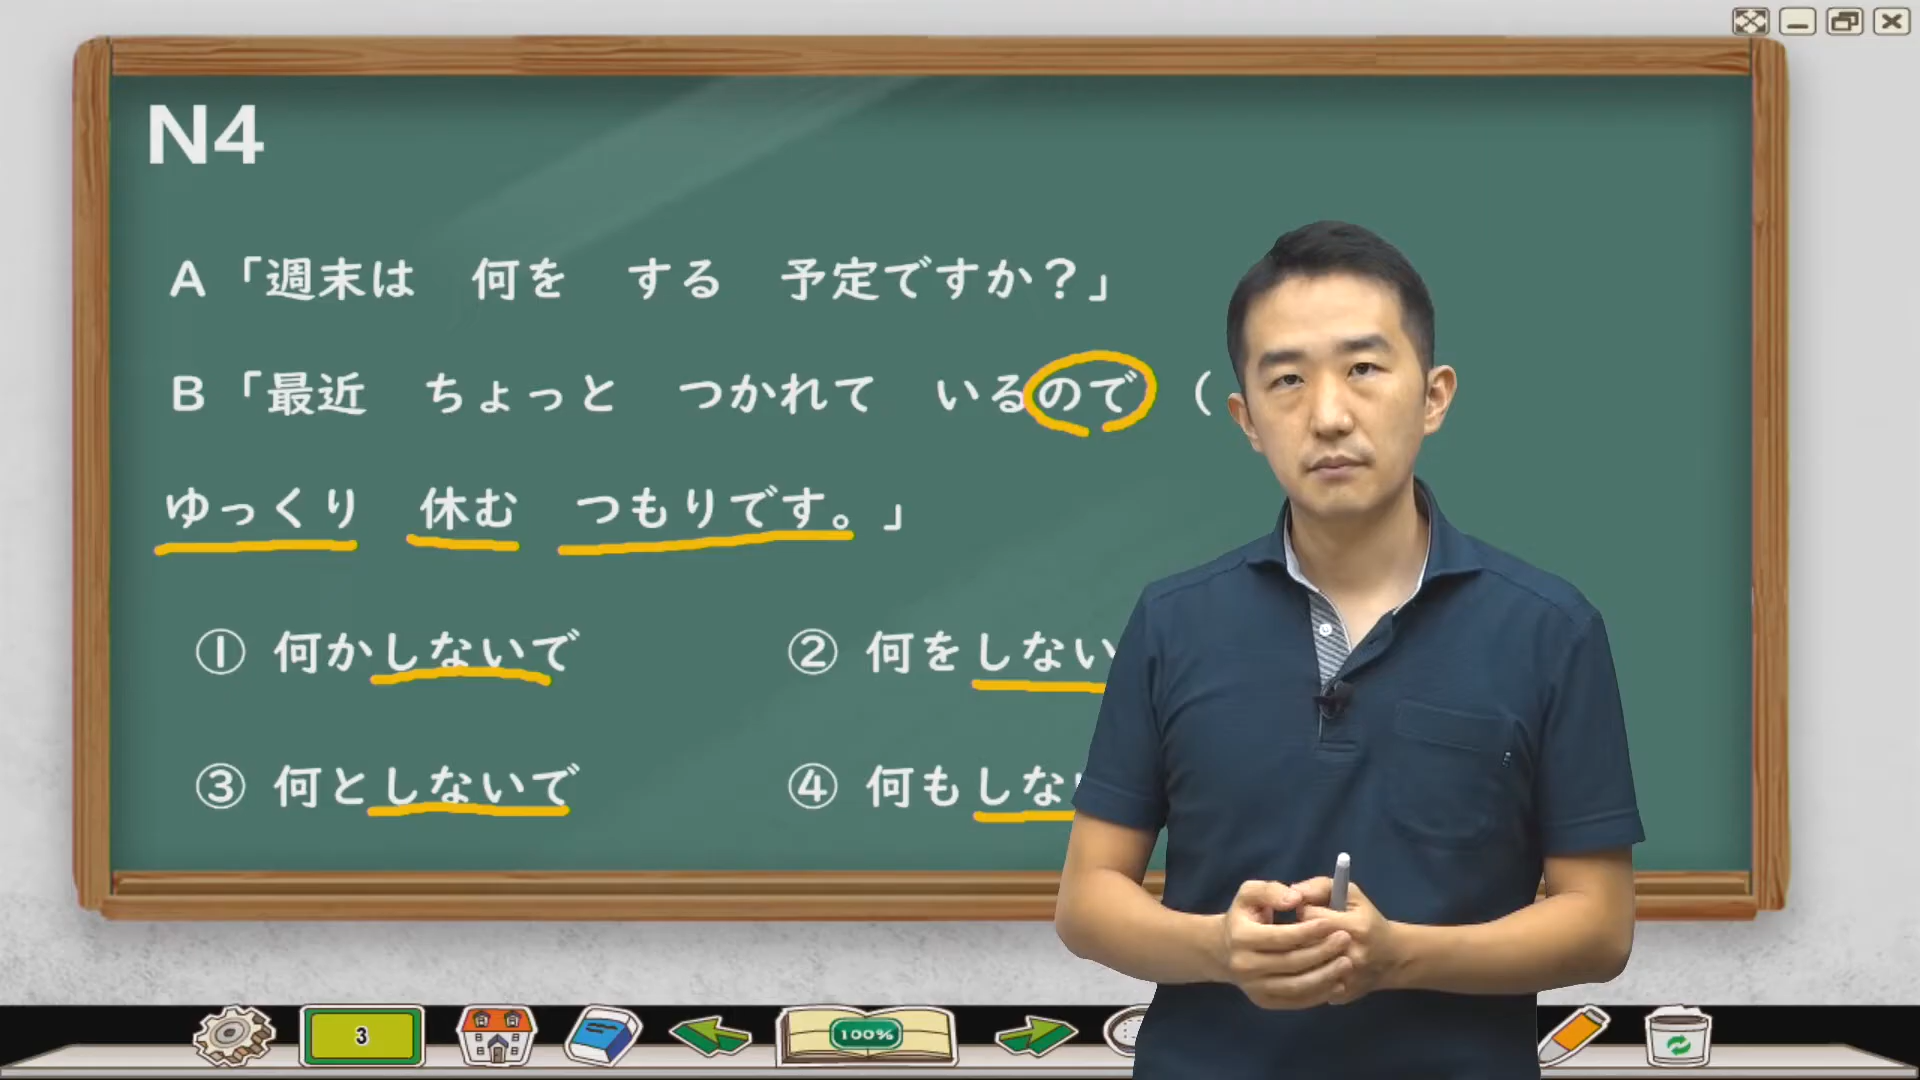 N4
A「週末は 何を する 予定ですか？」
B「最近 ちょっと つかれて いるので （
ゆっくり 休む つもりです。」
① 何かしないで
② 何をしない
③ 何としないで
④ 何もしない
3
100%